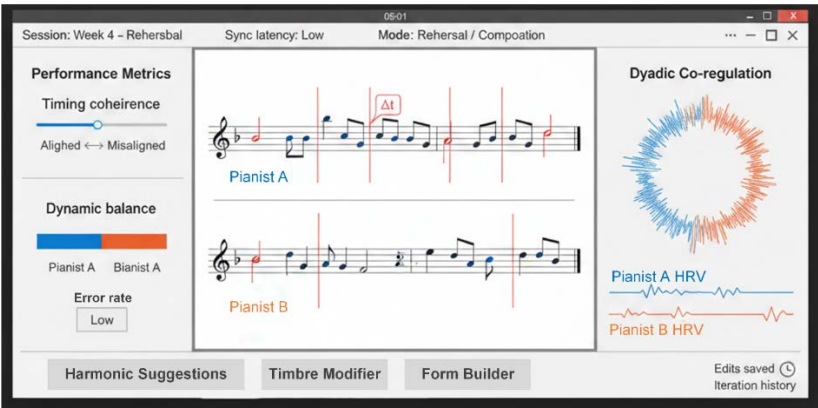 05-01
Session: Week 4 – Rehersbal Sync latency: Low Mode: Rehersal / Compoation
Performance Metrics
Timing coheirence
Alighed ↔ Misaligned
Dynamic balance
Pianist A Bianist A
Error rate
Low
Δt
Pianist A
Pianist B
Dyadic Co-regulation
Pianist A HRV
Pianist B HRV
Harmonic Suggestions Timbre Modifier Form Builder
Edits saved
Iteration history